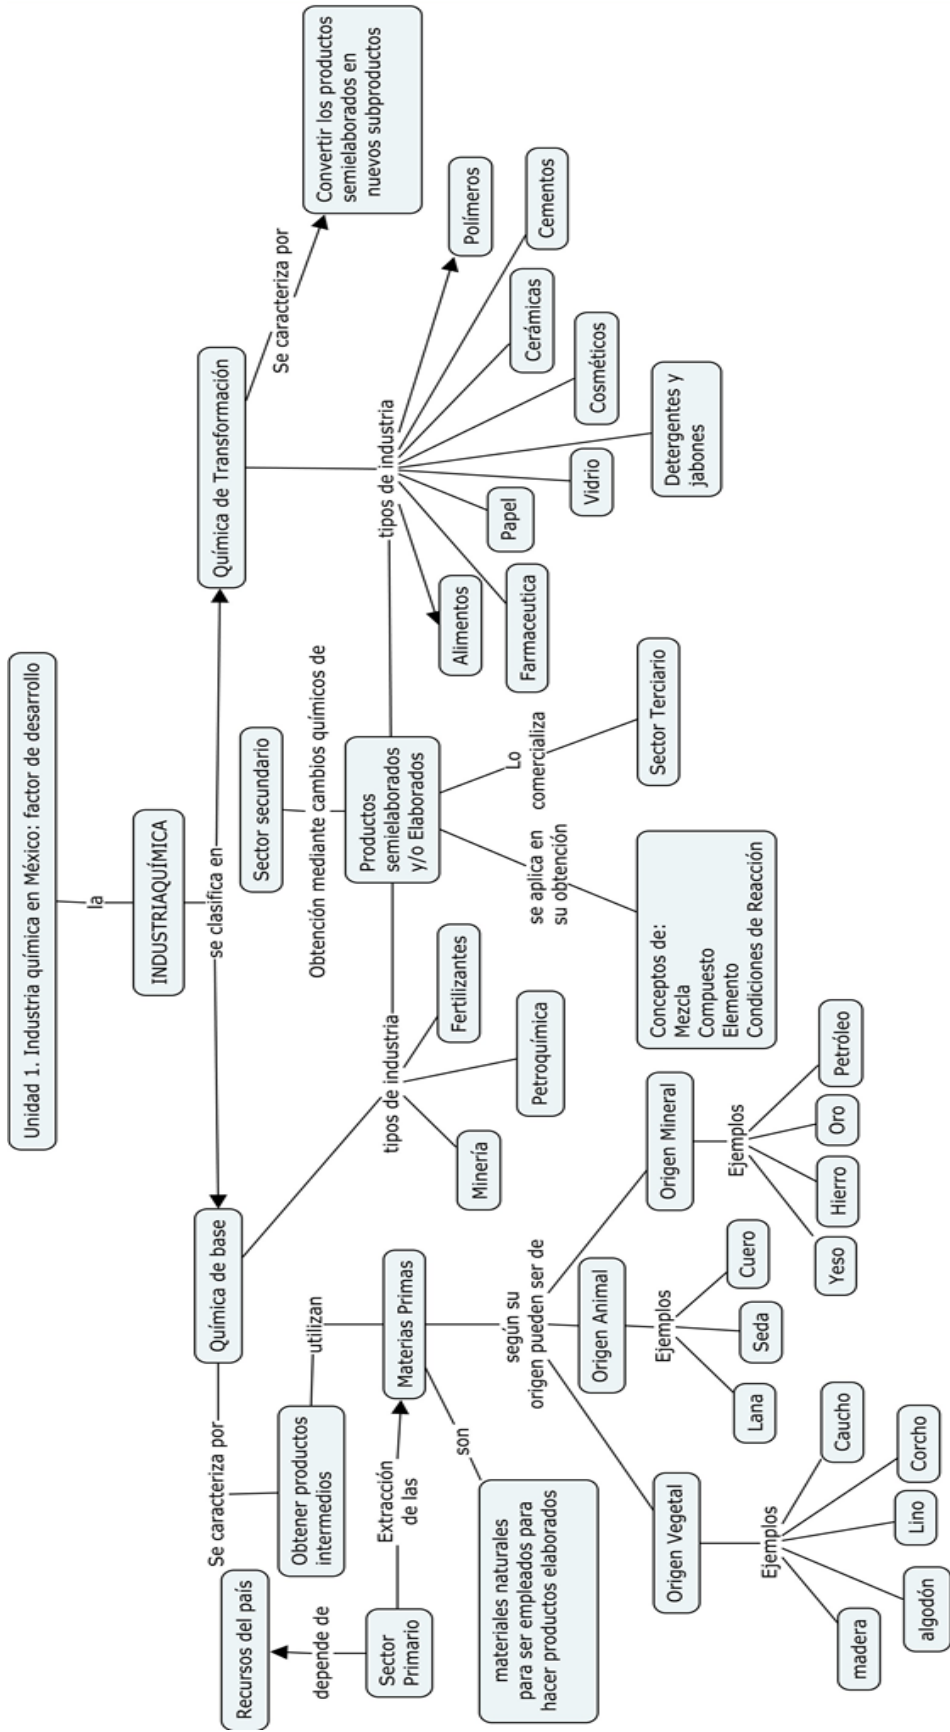 Unidad 1. Industria química en México: factor de desarrollo
la
INDUSTRIAQUÍMICA
se clasifica en
Química de base
Química de Transformación
Se caracteriza por
Recursos del país
depende de
Sector
Primario
Extracción
de las
Obtener productos
intermedios
utilizan
Materias Primas
son
materiales naturales
para ser empleados para
hacer productos elaborados
según su
origen pueden ser de
Origen Vegetal
Ejemplos
madera
algodón
Lino
Corcho
Caucho
Origen Animal
Ejemplos
Lana
Seda
Cuero
Origen Mineral
Ejemplos
Yeso
Hierro
Oro
Petróleo
tipos de industria
Minería
Petroquímica
Fertilizantes
Sector secundario
Obtención mediante cambios químicos de
Productos
semielaborados
y/o Elaborados
se aplica en
su obtención
Conceptos de:
Mezcla
Compuesto
Elemento
Condiciones de Reacción
Lo
comercializa
Sector Terciario
tipos de industria
Alimentos
Farmaceutica
Papel
Vidrio
Detergentes y
jabones
Cosméticos
Cerámicas
Cementos
Polímeros
Se caracteriza por
Convertir los productos
semielaborados en
nuevos subproductos